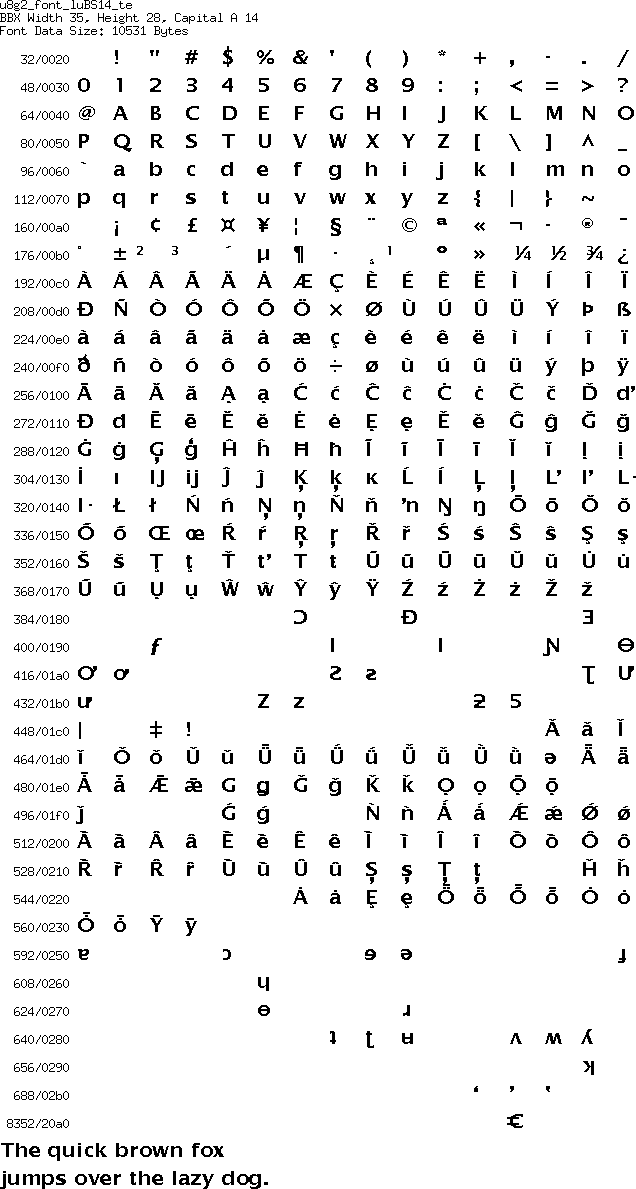 u8g2_font_luBS14_te
BBX Width 35, Height 28, Capital A 14
Font Data Size: 10531 Bytes
32/0020 ! " # $ % & ' ( ) * + , - . /
48/0030 0 1 2 3 4 5 6 7 8 9 : ; < = > ?
64/0040 @ A B C D E F G H I J K L M N O
80/0050 P Q R S T U V W X Y Z [ \ ] ^ _
96/0060 ` a b c d e f g h i j k l m n o
112/0070 p q r s t u v w x y z { | } ~
160/00a0 ¡ ¢ £ ¤ ¥ ¦ § ¨ © ª « ¬ - ® ¯
176/00b0 ° ± ² ³ ´ µ ¶ · ¸ ¹ º » ¼ ½ ¾ ¿
192/00c0 À Á Â Ã Ä Å Æ Ç È É Ê Ë Ì Í Î Ï
208/00d0 Ð Ñ Ò Ó Ô Õ Ö × Ø Ù Ú Û Ü Ý Þ ß
224/00e0 à á â ã ä å æ ç è é ê ë ì í î ï
240/00f0 ð ñ ò ó ô õ ö ÷ ø ù ú û ü ý þ ÿ
256/0100 Ā ā Ă ă Ą ą Ć ć Ĉ ĉ Ċ ċ Č č Ď ď
272/0110 Đ đ Ē ē Ĕ ĕ Ė ė Ę ę Ě ě Ĝ ĝ Ğ ğ
288/0120 Ġ ġ Ģ ģ Ĥ ĥ Ħ ħ Ĩ ĩ Ī ī Ĭ ĭ Į į
304/0130 İ ı Ĳ ĳ Ĵ ĵ Ķ ķ ĸ Ĺ ĺ Ļ ļ Ľ ľ Ŀ
320/0140 ŀ Ł ł Ń ń Ņ ņ Ň ň ŉ Ŋ ŋ Ō ō Ŏ ŏ
336/0150 Ő ő Œ œ Ŕ ŕ Ŗ ŗ Ř ř Ś ś Ŝ ŝ Ş ş
352/0160 Š š Ţ ţ Ť ť Ŧ ŧ Ũ ũ Ū ū Ŭ ŭ Ů ů
368/0170 Ű ű Ų ų Ŵ ŵ Ŷ ŷ Ÿ Ź ź Ż ż Ž ž
384/0180 Ɔ Ɖ Ǝ
400/0190 ƒ Ɨ ƚ Ɲ Ɵ
416/01a0 Ơ ơ Ƨ ƨ Ʈ Ư
432/01b0 ư Ƶ ƶ ƻ Ƽ
448/01c0 ǀ ǂ ǃ Ǎ ǎ Ǐ
464/01d0 ǐ Ǒ ǒ Ǔ ǔ Ǖ ǖ Ǘ ǘ Ǚ ǚ Ǜ ǜ ǝ Ǟ ǟ
480/01e0 Ǡ ǡ Ǣ ǣ Ǥ ǥ Ǧ ǧ Ǩ ǩ Ǫ ǫ Ǭ ǭ
496/01f0 ǰ Ǵ ǵ Ǹ ǹ Ǻ ǻ Ǽ ǽ Ǿ ǿ
512/0200 Ȁ ȁ Ȃ ȃ Ȅ ȅ Ȇ ȇ Ȉ ȉ Ȋ ȋ Ȍ ȍ Ȏ ȏ
528/0210 Ȑ ȑ Ȓ ȓ Ȕ ȕ Ȗ ȗ Ș ș Ț ț Ȟ ȟ
544/0220 Ȧ ȧ Ȩ ȩ Ȫ ȫ Ȭ ȭ Ȯ ȯ
560/0230 Ȱ ȱ Ȳ ȳ
592/0250 ɐ ɔ ɘ ə ɟ
608/0260 ɥ
624/0270 ɵ ɹ
640/0280 ʇ ʈ ʉ ʌ ʍ ʎ
656/0290 ʞ
688/02b0 ʻ ʼ ʽ
8352/20a0 €
The quick brown fox
jumps over the lazy dog.